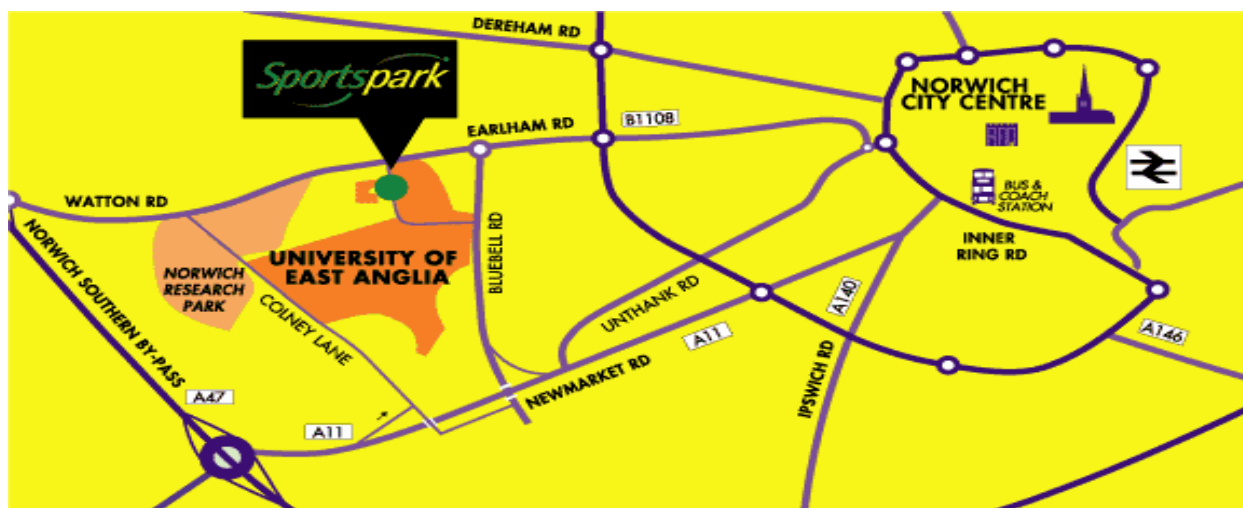 DEREHAM RD
Sportspark
NORWICH
CITY CENTRE
B1108
EARLHAM RD
WATTON RD
BUS &
COACH
STATION
INNER
RING RD
NORWICH SOUTHERN BY-PASS
NORWICH
RESEARCH
PARK
UNIVERSITY OF
EAST ANGLIA
BLUEBELL RD
COLNEY LANE
UNTHANK RD
A140
A11
A146
IPSWICH RD
NEWMARKET RD
A47
A11